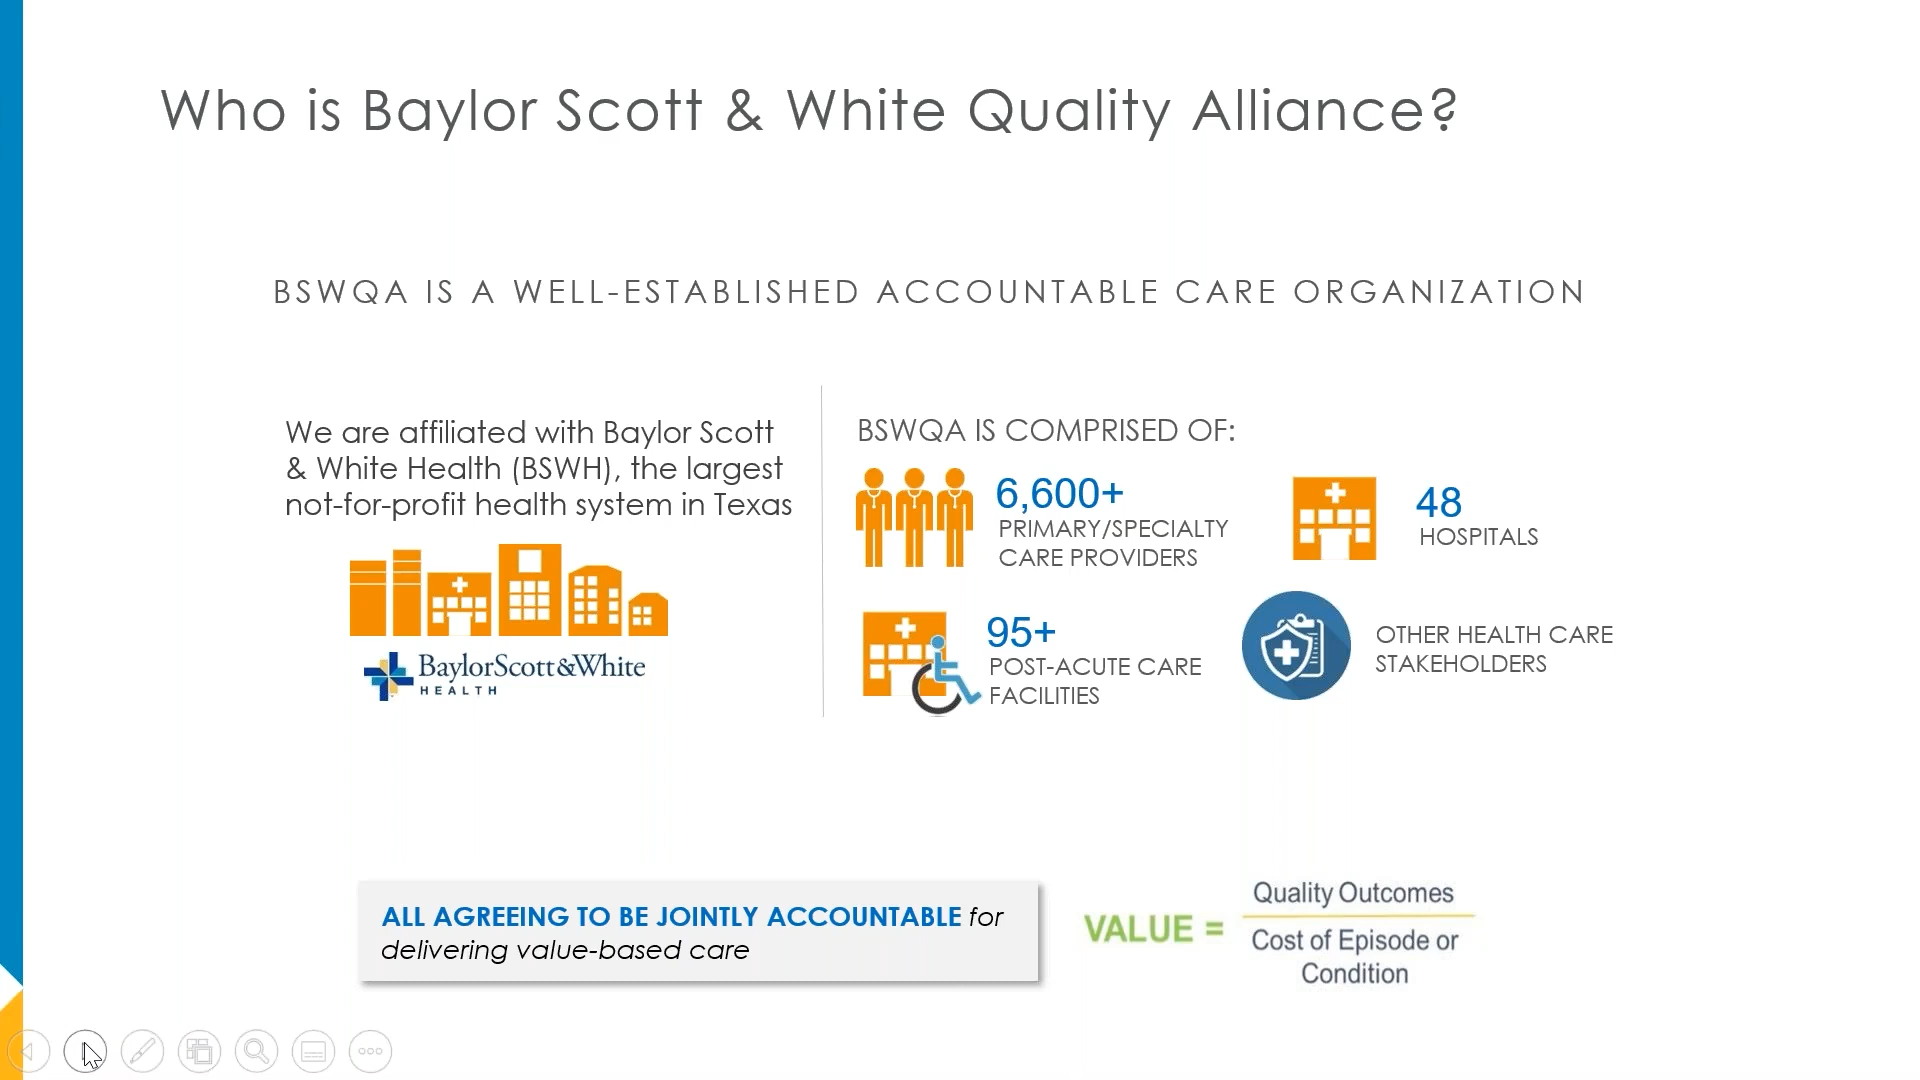 Who is Baylor Scott & White Quality Alliance?
BSWQA IS A WELL-ESTABLISHED ACCOUNTABLE CARE ORGANIZATION
We are affiliated with Baylor Scott
& White Health (BSWH), the largest
not-for-profit health system in Texas
BaylorScott&White
HEALTH
BSWQA IS COMPRISED OF:
6,600+
PRIMARY/SPECIALTY
CARE PROVIDERS
48
HOSPITALS
95+
POST-ACUTE CARE
FACILITIES
OTHER HEALTH CARE
STAKEHOLDERS
ALL AGREEING TO BE JOINTLY ACCOUNTABLE for
delivering value-based care
VALUE =
Quality Outcomes
Cost of Episode or
Condition